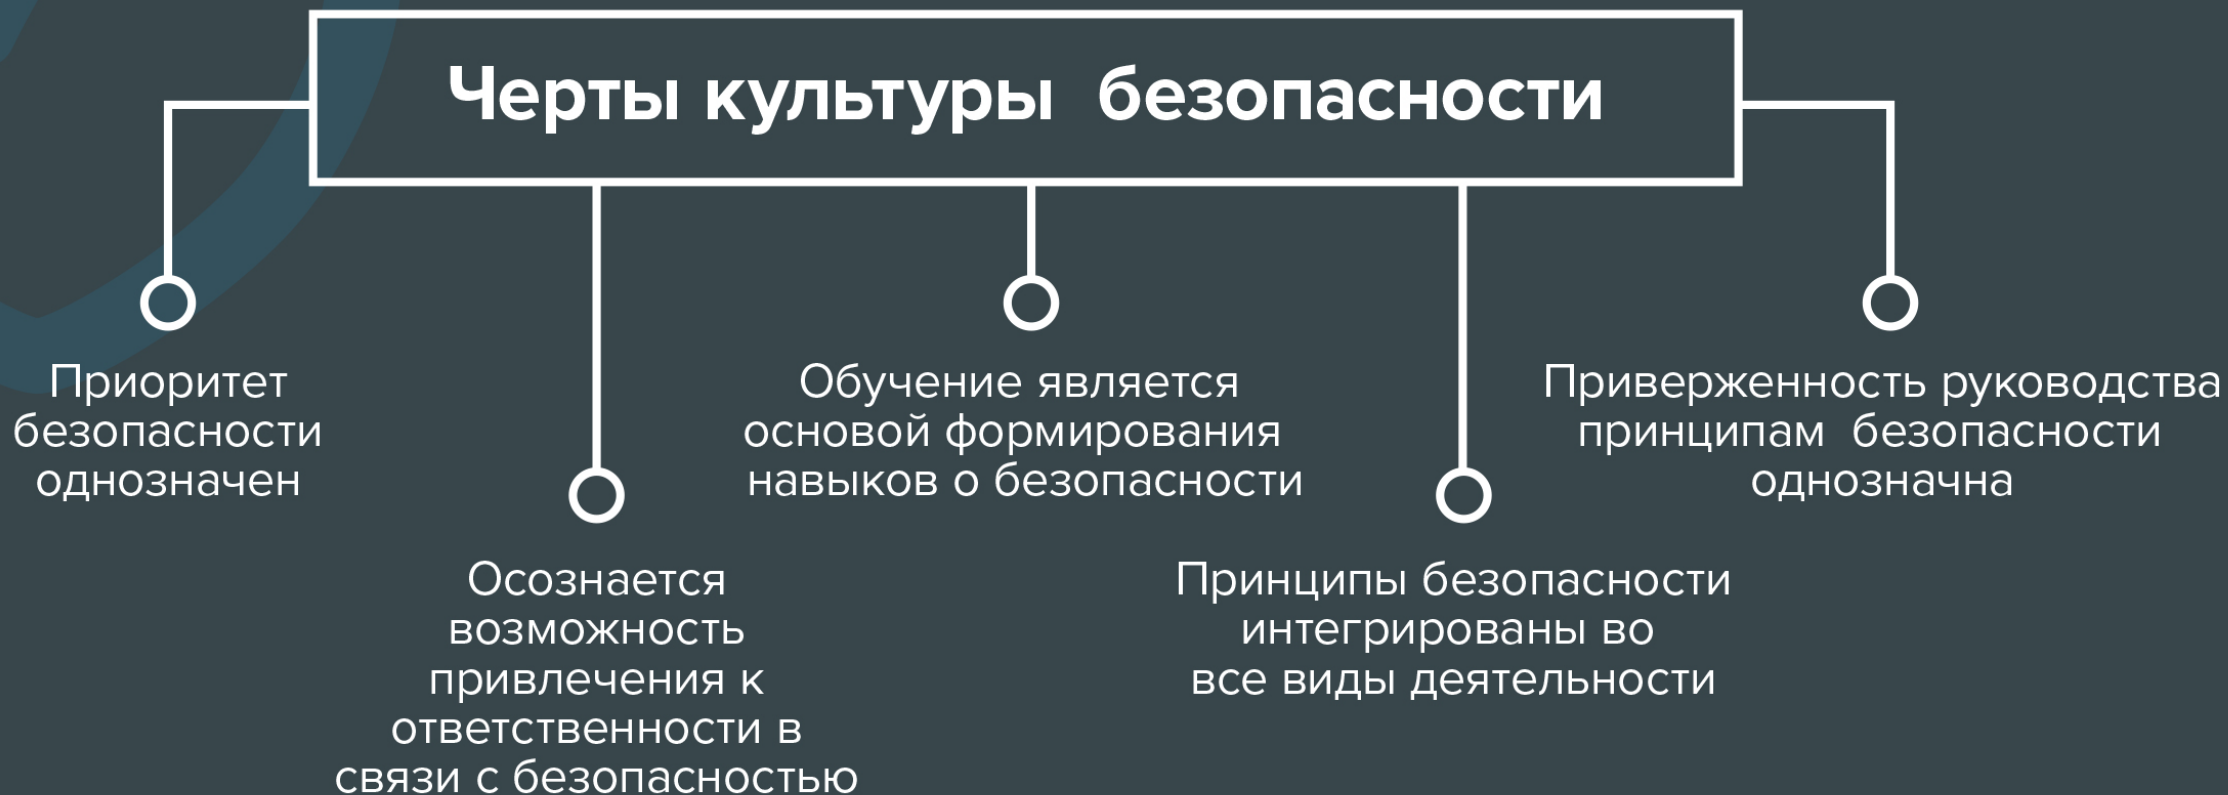 Черты культуры безопасности
Приоритет
безопасности
однозначен
Осознается
возможность
привлечения к
ответственности в
связи с безопасностью
Обучение является
основой формирования
навыков о безопасности
Принципы безопасности
интегрированы во
все виды деятельности
Приверженность руководства
принципам безопасности
однозначна